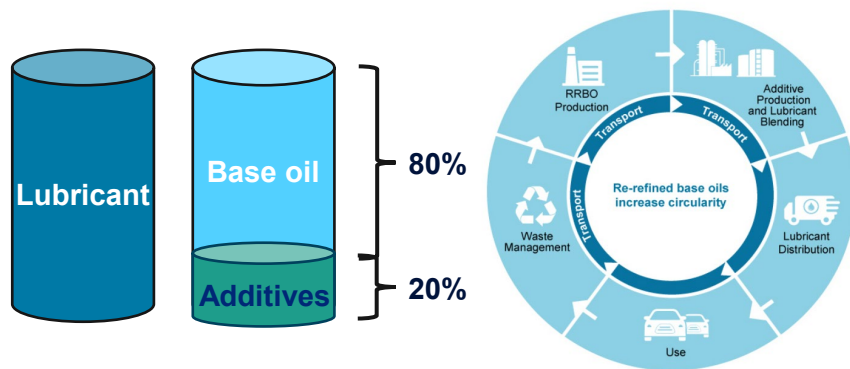 Lubricant
Base oil
Additives
80%
20%
RRBO
Production
Additive
Production
and Lubricant
Blending
Transport
Transport
Transport
Re-refined base oils
increase circularity
Waste
Management
Lubricant
Distribution
Use